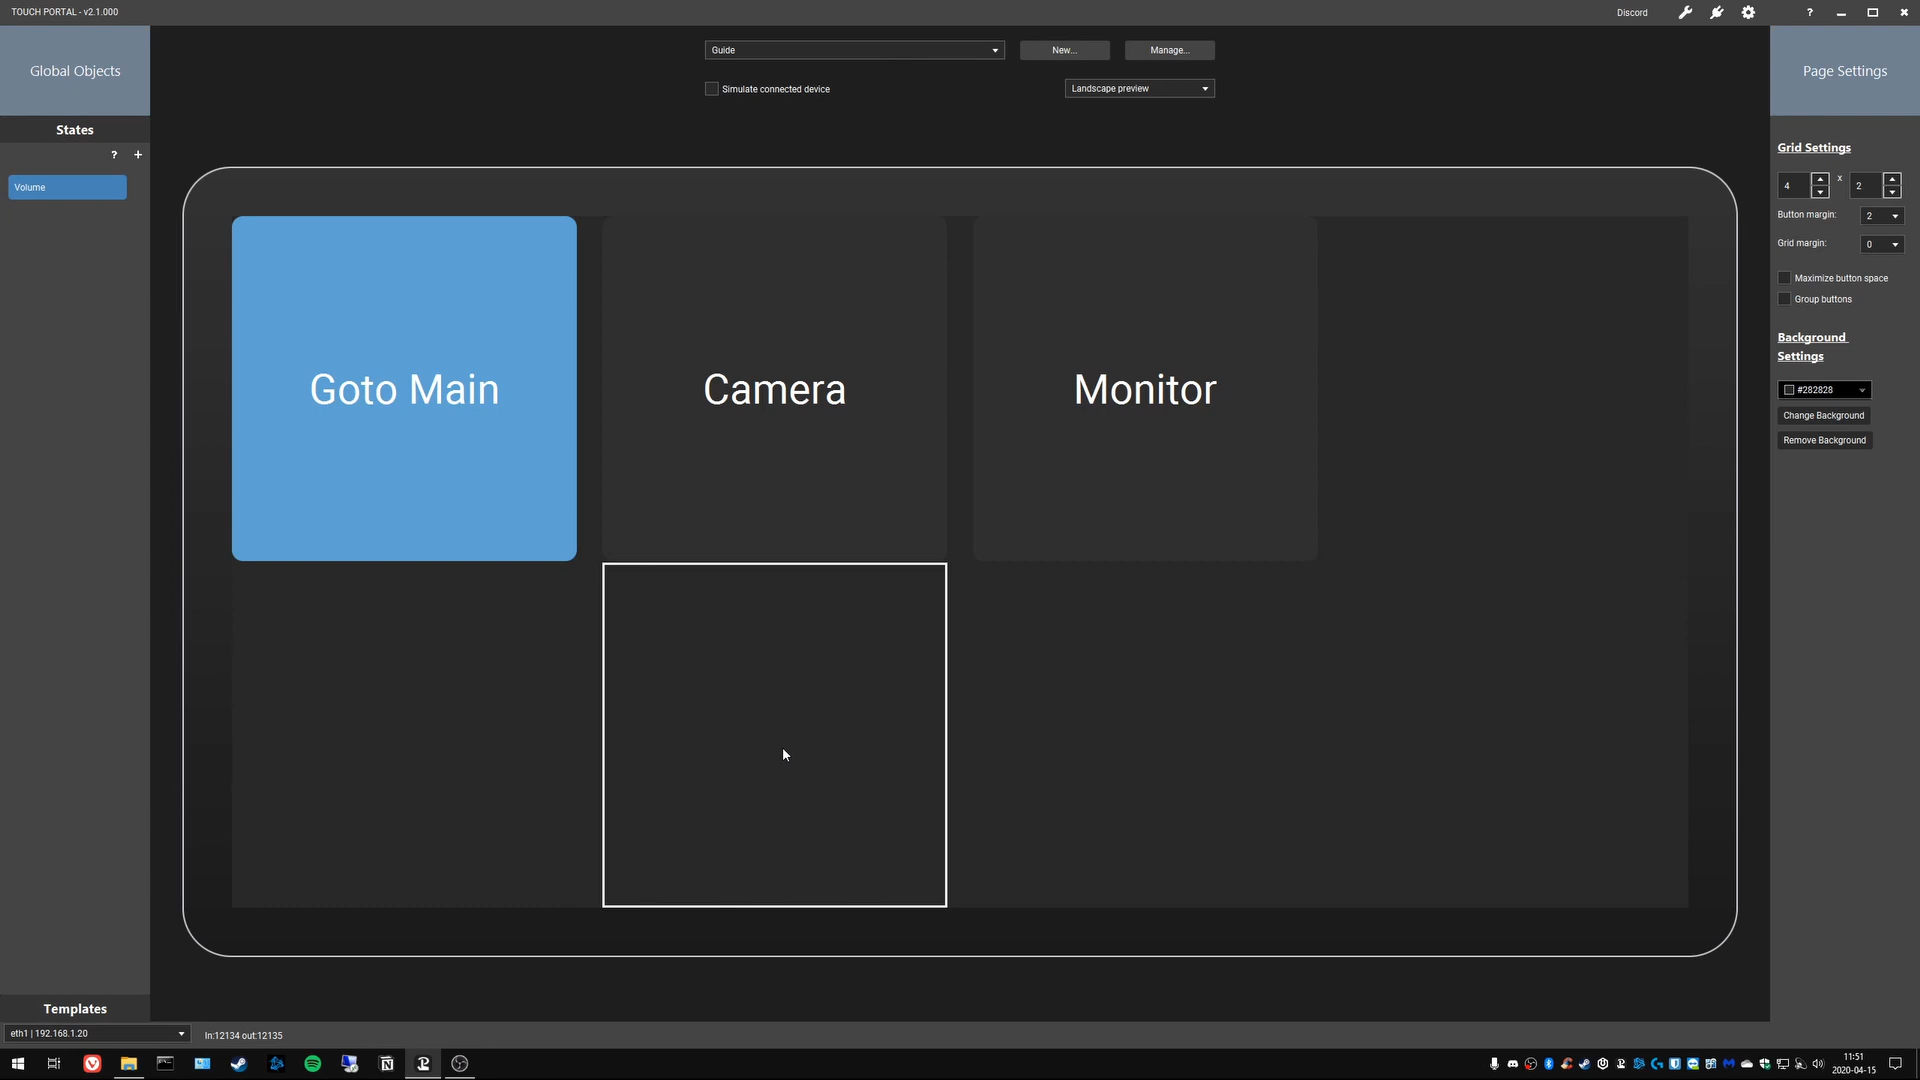 TOUCH PORTAL - v2.1.000
Discord
?
Global Objects
Guide
New...
Manage...
Page Settings
Simulate connected device
Landscape preview
States
? +
Volume
Grid Settings
4 x 2
Button margin: 2
Grid margin: 0
Maximize button space
Group buttons
Background
Settings
#282828
Change Background
Remove Background
Goto Main
Camera
Monitor
Templates
eth1 | 192.168.1.20
In:12134 out:12135
11:51
2020-04-15